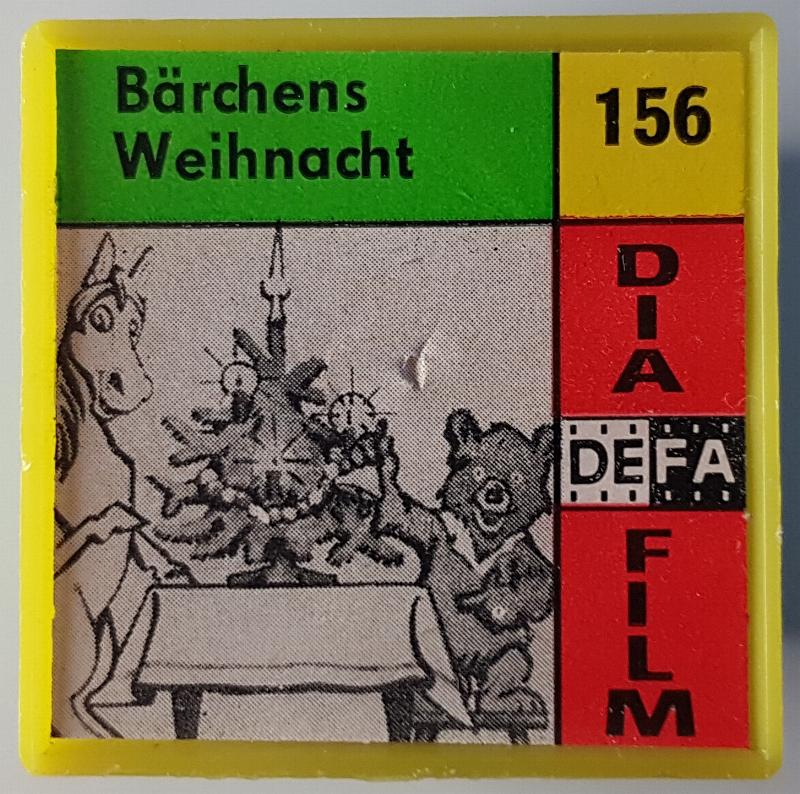 Bärchens
Weihnacht
156
DIA
DEFA
FILM